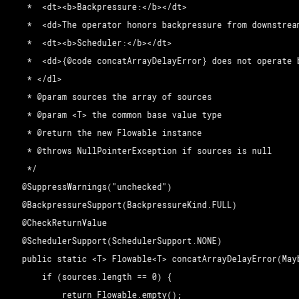 *  <dt><b>Backpressure:</b></dt>
*  <dd>The operator honors backpressure from downstream
*  <dt><b>Scheduler:</b></dt>
*  <dd>{@code concatArrayDelayError} does not operate
* </dl>
* @param sources the array of sources
* @param <T> the common base value type
* @return the new Flowable instance
* @throws NullPointerException if sources is null
*/
@SuppressWarnings("unchecked")
@BackpressureSupport(BackpressureKind.FULL)
@CheckReturnValue
@SchedulerSupport(SchedulerSupport.NONE)
public static <T> Flowable<T> concatArrayDelayError(May
if (sources.length == 0) {
return Flowable.empty();